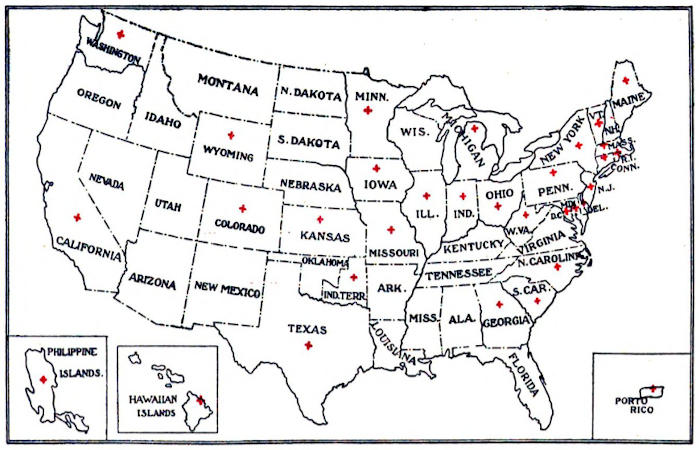 WASHINGTON
OREGON
IDAHO
MONTANA
N. DAKOTA
S. DAKOTA
MINN.
WIS.
MICHIGAN
MAINE
VT.
N.H.
MASS.
R.I.
CONN.
NEW YORK
WYOMING
NEBRASKA
IOWA
ILL.
IND.
OHIO
PENN.
N.J.
MD.
DEL.
D.C.
W.VA.
VIRGINIA
NEVADA
UTAH
COLORADO
KANSAS
MISSOURI
KENTUCKY
CALIFORNIA
ARIZONA
NEW MEXICO
OKLAHOMA
IND. TERR.
ARK.
TENNESSEE
N. CAROLINA
S. CAR.
TEXAS
LOUISIANA
MISS.
ALA.
GEORGIA
FLORIDA
PHILIPPINE
ISLANDS.
HAWAIIAN
ISLANDS
PORTO
RICO